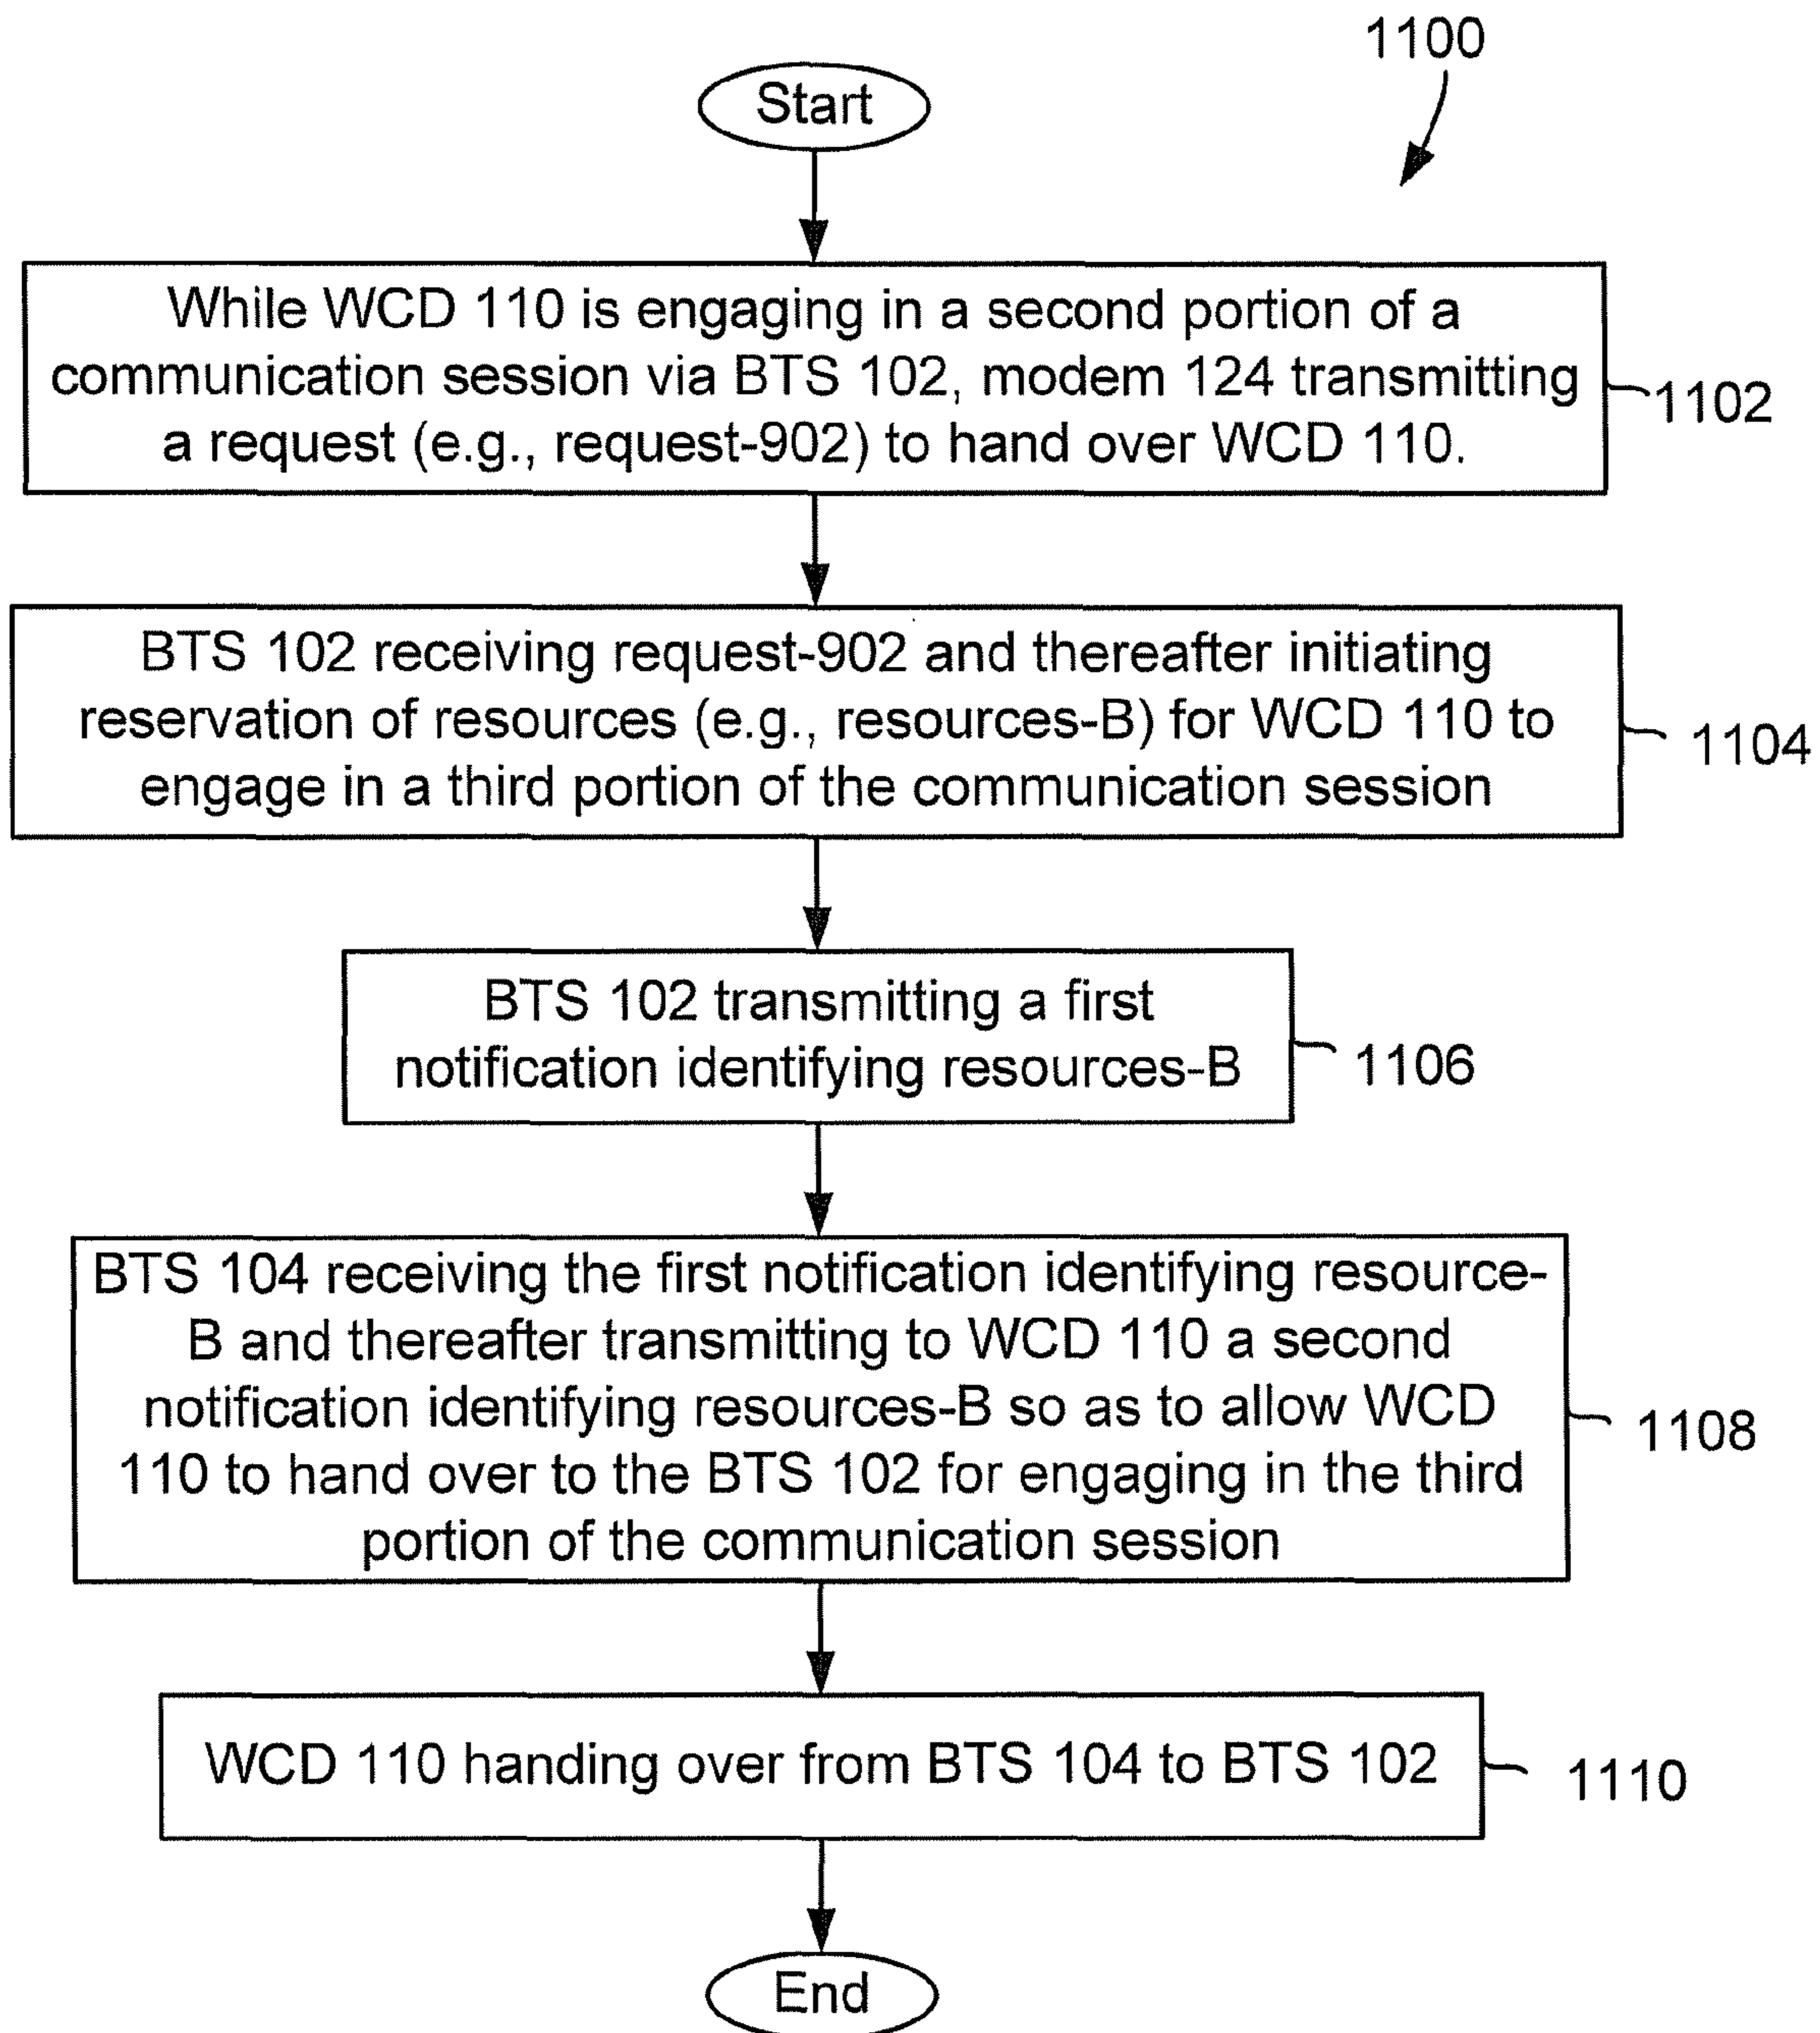 1100
Start
While WCD 110 is engaging in a second portion of a
communication session via BTS 102, modem 124 transmitting
a request (e.g., request-902) to hand over WCD 110.
1102
BTS 102 receiving request-902 and thereafter initiating
reservation of resources (e.g., resources-B) for WCD 110 to
engage in a third portion of the communication session
1104
BTS 102 transmitting a first
notification identifying resources-B
1106
BTS 104 receiving the first notification identifying resource-
B and thereafter transmitting to WCD 110 a second
notification identifying resources-B so as to allow WCD
110 to hand over to the BTS 102 for engaging in the third
portion of the communication session
1108
WCD 110 handing over from BTS 104 to BTS 102
1110
End